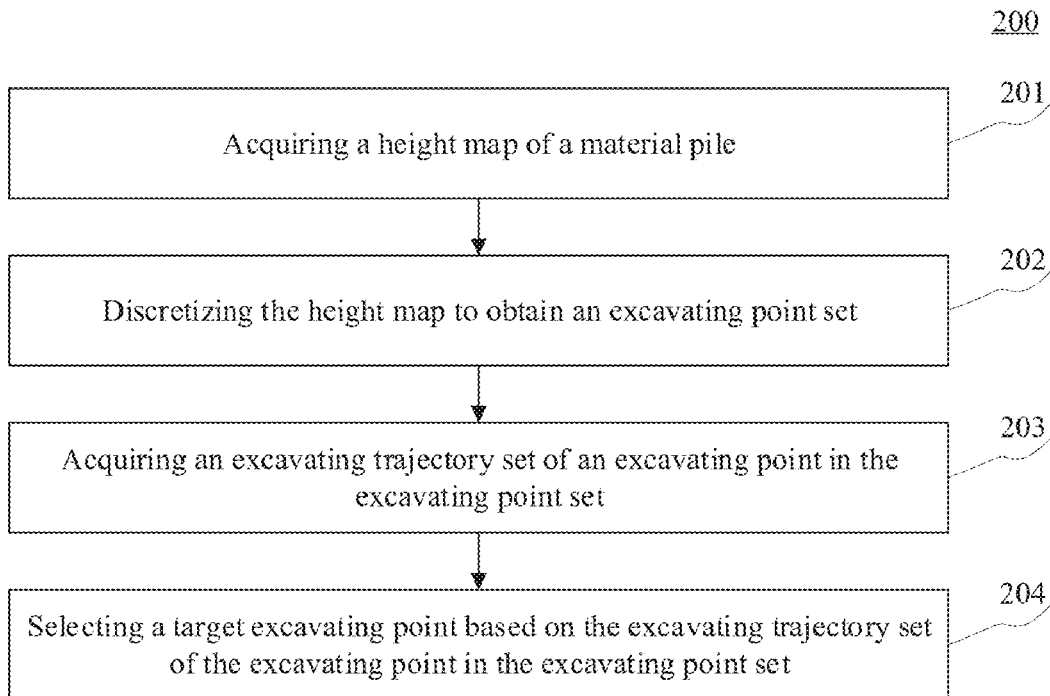 200
201
Acquiring a height map of a material pile
202
Discretizing the height map to obtain an excavating point set
203
Acquiring an excavating trajectory set of an excavating point in the
excavating point set
204
Selecting a target excavating point based on the excavating trajectory set
of the excavating point in the excavating point set